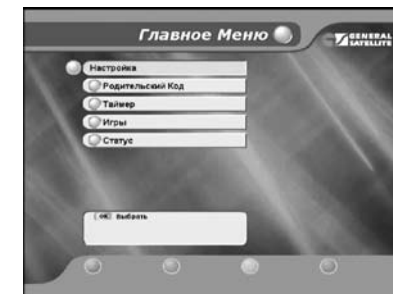 Главное Меню
GENERAL
SATELLITE
Настройка
Родительский Код
Таймер
Игры
Статус
OK Выбрать